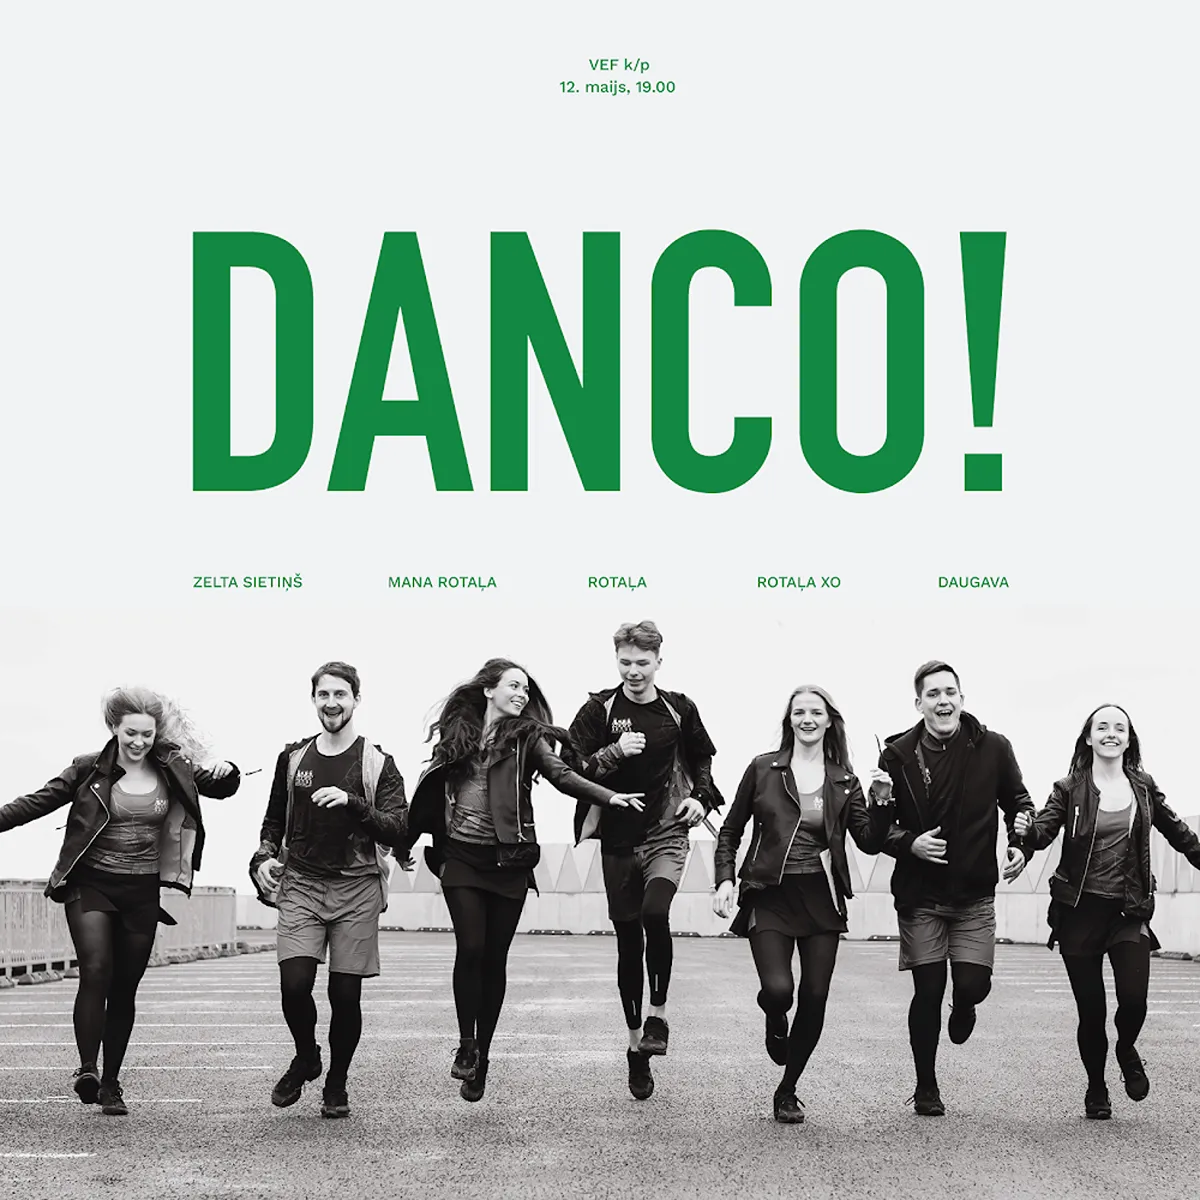 VEF k/p
12. maijs, 19.00
DANCO!
ZELTA SIETIŅŠ MANA ROTAĻA ROTAĻA ROTAĻA XO DAUGAVA